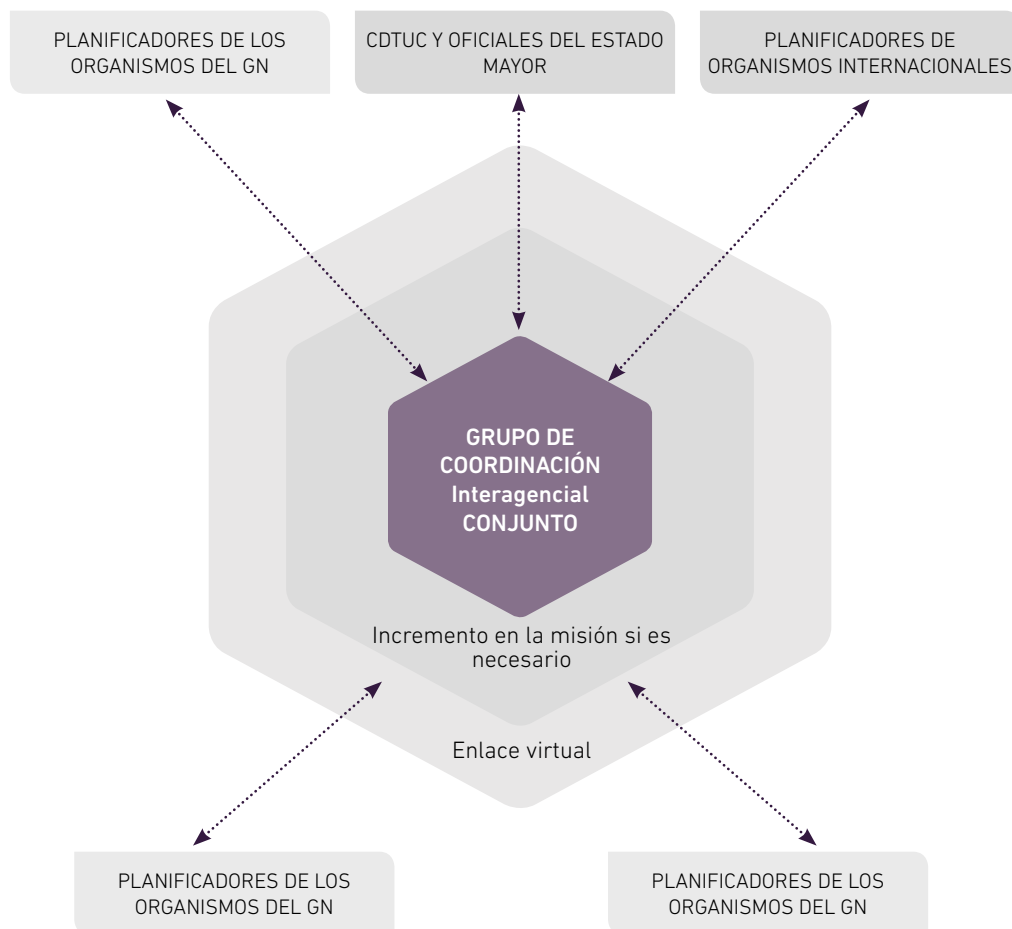 PLANIFICADORES DE LOS
ORGANISMOS DEL GN
CDTUC Y OFICIALES DEL ESTADO
MAYOR
PLANIFICADORES DE
ORGANISMOS INTERNACIONALES
GRUPO DE
COORDINACIÓN
Interagencial
CONJUNTO
Incremento en la misión si es
necesario
Enlace virtual
PLANIFICADORES DE LOS
ORGANISMOS DEL GN
PLANIFICADORES DE LOS
ORGANISMOS DEL GN